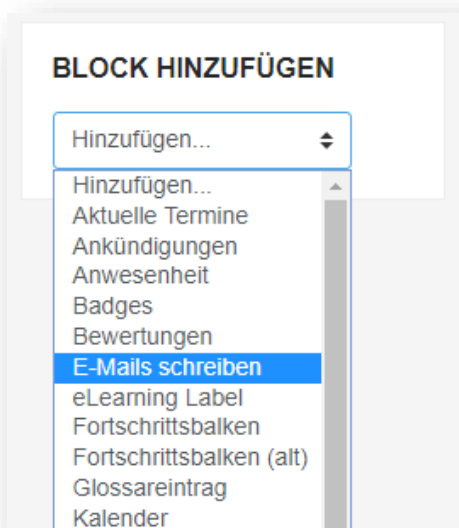 BLOCK HINZUFÜGEN
Hinzufügen...
Hinzufügen...
Aktuelle Termine
Ankündigungen
Anwesenheit
Badges
Bewertungen
E-Mails schreiben
eLearning Label
Fortschrittsbalken
Fortschrittsbalken (alt)
Glossareintrag
Kalender